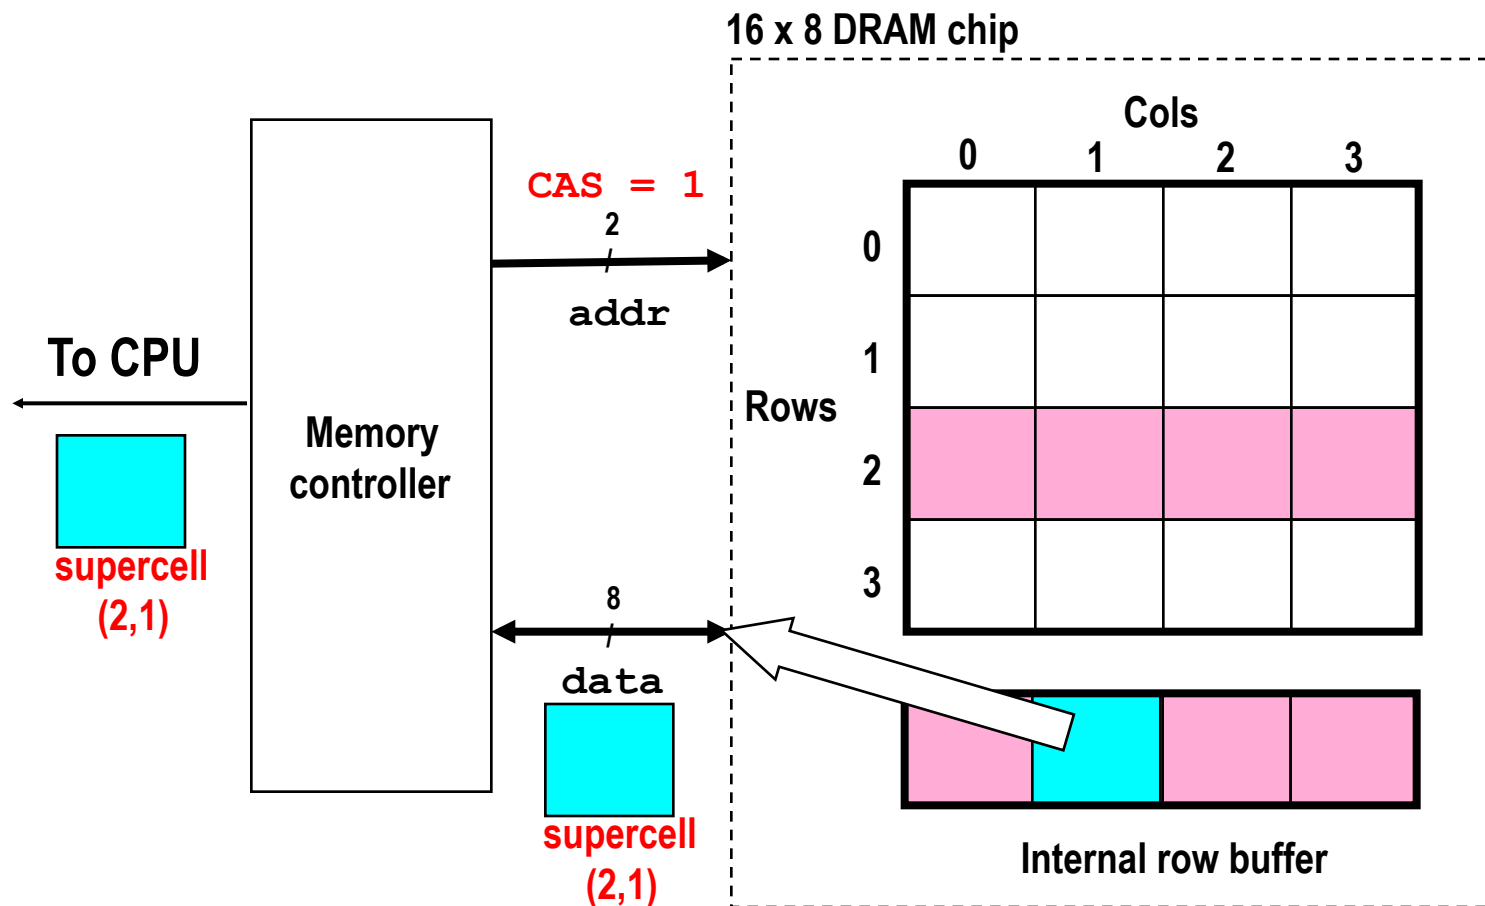 16 x 8 DRAM chip
Cols
0 1 2 3
CAS = 1
2
addr
0
1
Rows
2
3
To CPU
Memory
controller
supercell
(2,1)
8
data
supercell
(2,1)
Internal row buffer